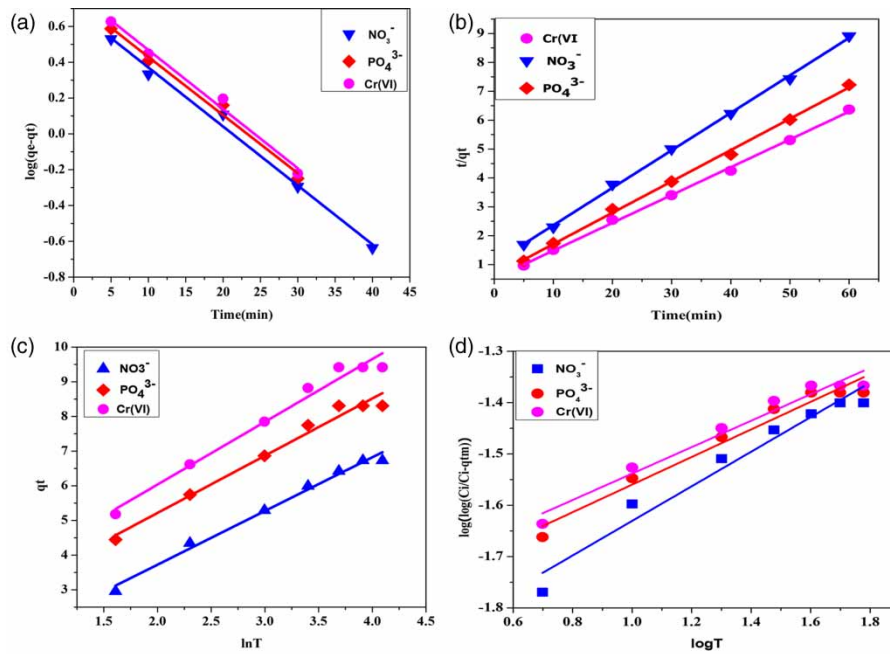 (a)
NO₃⁻
PO₄³⁻
Cr(VI)
log(qe-qt)
0.6
0.4
0.2
0.0
-0.2
-0.4
-0.6
-0.8
0 5 10 15 20 25 30 35 40 45
Time(min)
(b)
Cr(VI
NO₃⁻
PO₄³⁻
t/qt
9
8
7
6
5
4
3
2
1
0 10 20 30 40 50 60
Time(min)
(c)
NO3⁻
PO₄³⁻
Cr(VI)
qt
10
9
8
7
6
5
4
3
1.5 2.0 2.5 3.0 3.5 4.0 4.5
lnT
(d)
NO₃⁻
PO₄³⁻
Cr(VI)
log(log(Ci/Ci-qtm))
-1.3
-1.4
-1.5
-1.6
-1.7
-1.8
0.6 0.8 1.0 1.2 1.4 1.6 1.8
logT